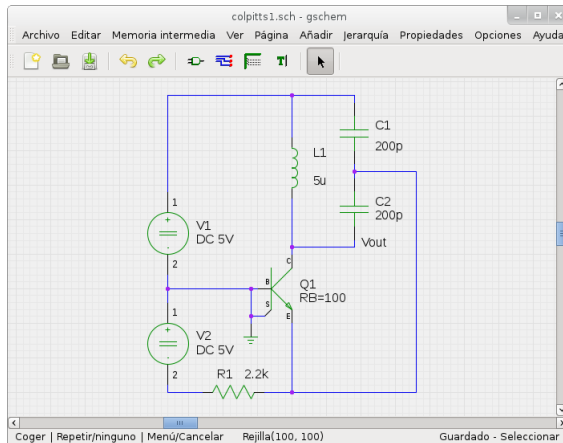 colpitts1.sch - gschem
Archivo Editar Memoria intermedia Ver Página Añadir Jerarquía Propiedades Opciones Ayuda
T
C1
200p
L1
5u
C2
200p
1
V1
DC 5V
Vout
2
C
B
Q1
RB=100
S
E
1
V2
DC 5V
2
R1 2.2k
Coger | Repetir/ninguno | Menú/Cancelar Rejilla(100, 100) Guardado - Seleccionar